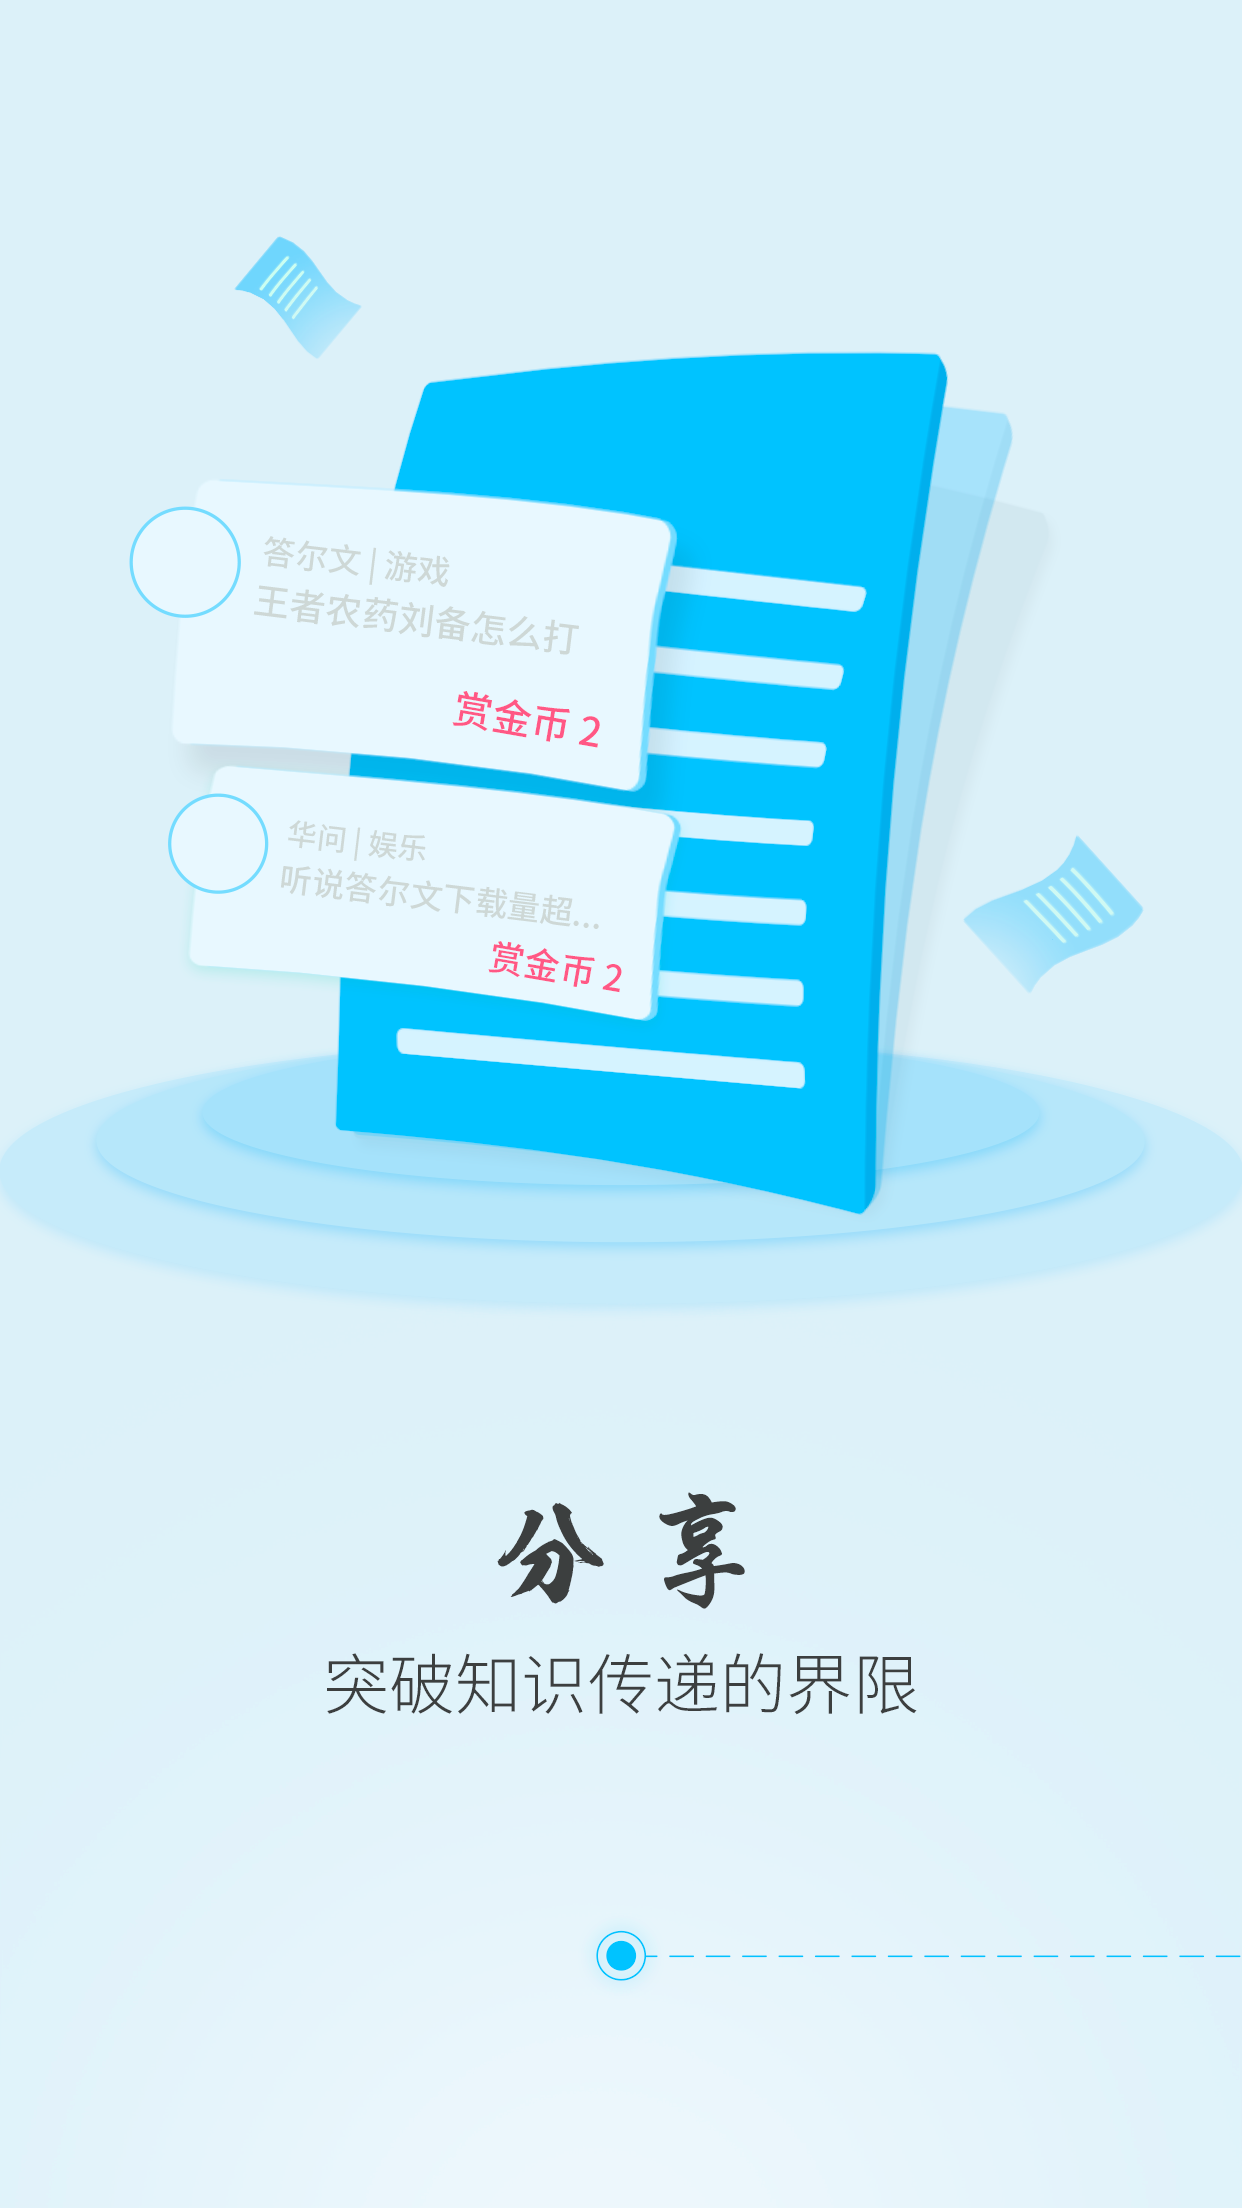 答尔文 | 游戏
王者农药刘备怎么打
赏金币 2
华问 | 娱乐
听说答尔文下载量超...
赏金币 2
分享
突破知识传递的界限